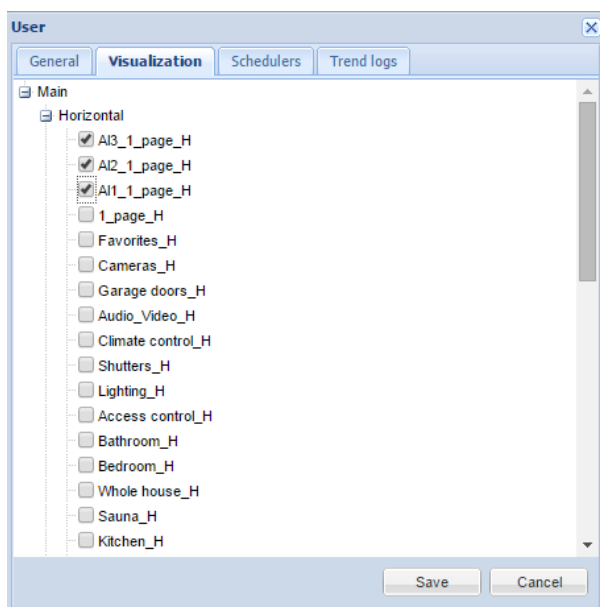 User
General Visualization Schedulers Trend logs
Main
Horizontal
AI3_1_page_H
AI2_1_page_H
AI1_1_page_H
1_page_H
Favorites_H
Cameras_H
Garage doors_H
Audio_Video_H
Climate control_H
Shutters_H
Lighting_H
Access control_H
Bathroom_H
Bedroom_H
Whole house_H
Sauna_H
Kitchen_H
Save Cancel